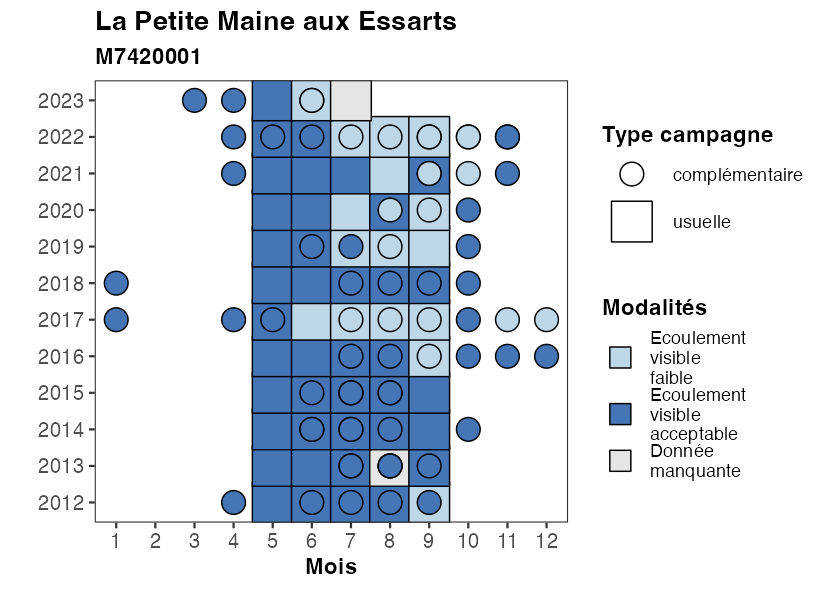 La Petite Maine aux Essarts
M7420001
2023
2022
2021
2020
2019
2018
2017
2016
2015
2014
2013
2012
1 2 3 4 5 6 7 8 9 10 11 12
Mois
Type campagne
complémentaire
usuelle
Modalités
Ecoulement
visible
faible
Ecoulement
visible
acceptable
Donnée
manquante